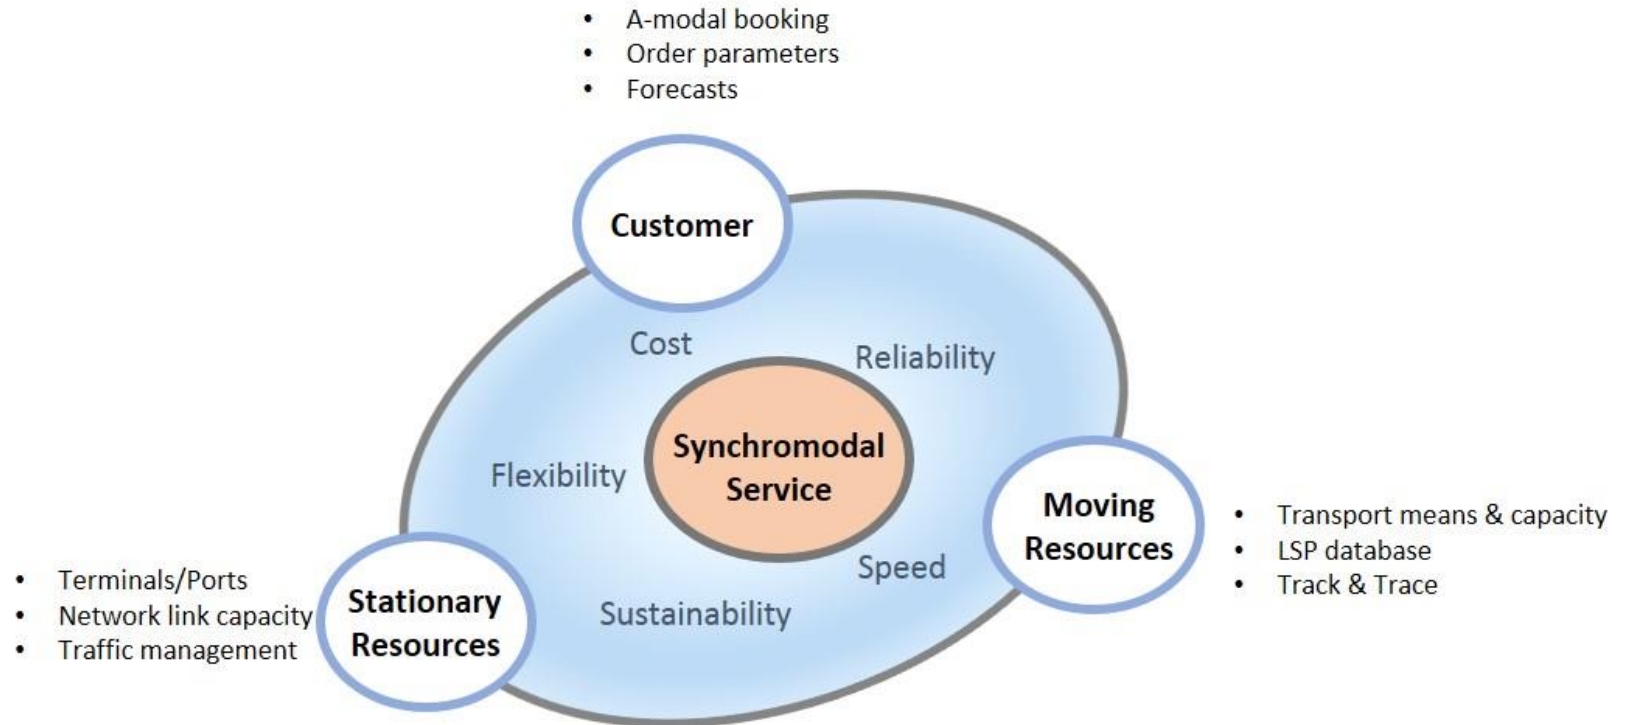 • A-modal booking
• Order parameters
• Forecasts
Customer
Cost
Reliability
Synchromodal
Service
Flexibility
Moving
Resources
• Transport means & capacity
• LSP database
• Track & Trace
Speed
Sustainability
• Terminals/Ports
• Network link capacity
• Traffic management
Stationary
Resources